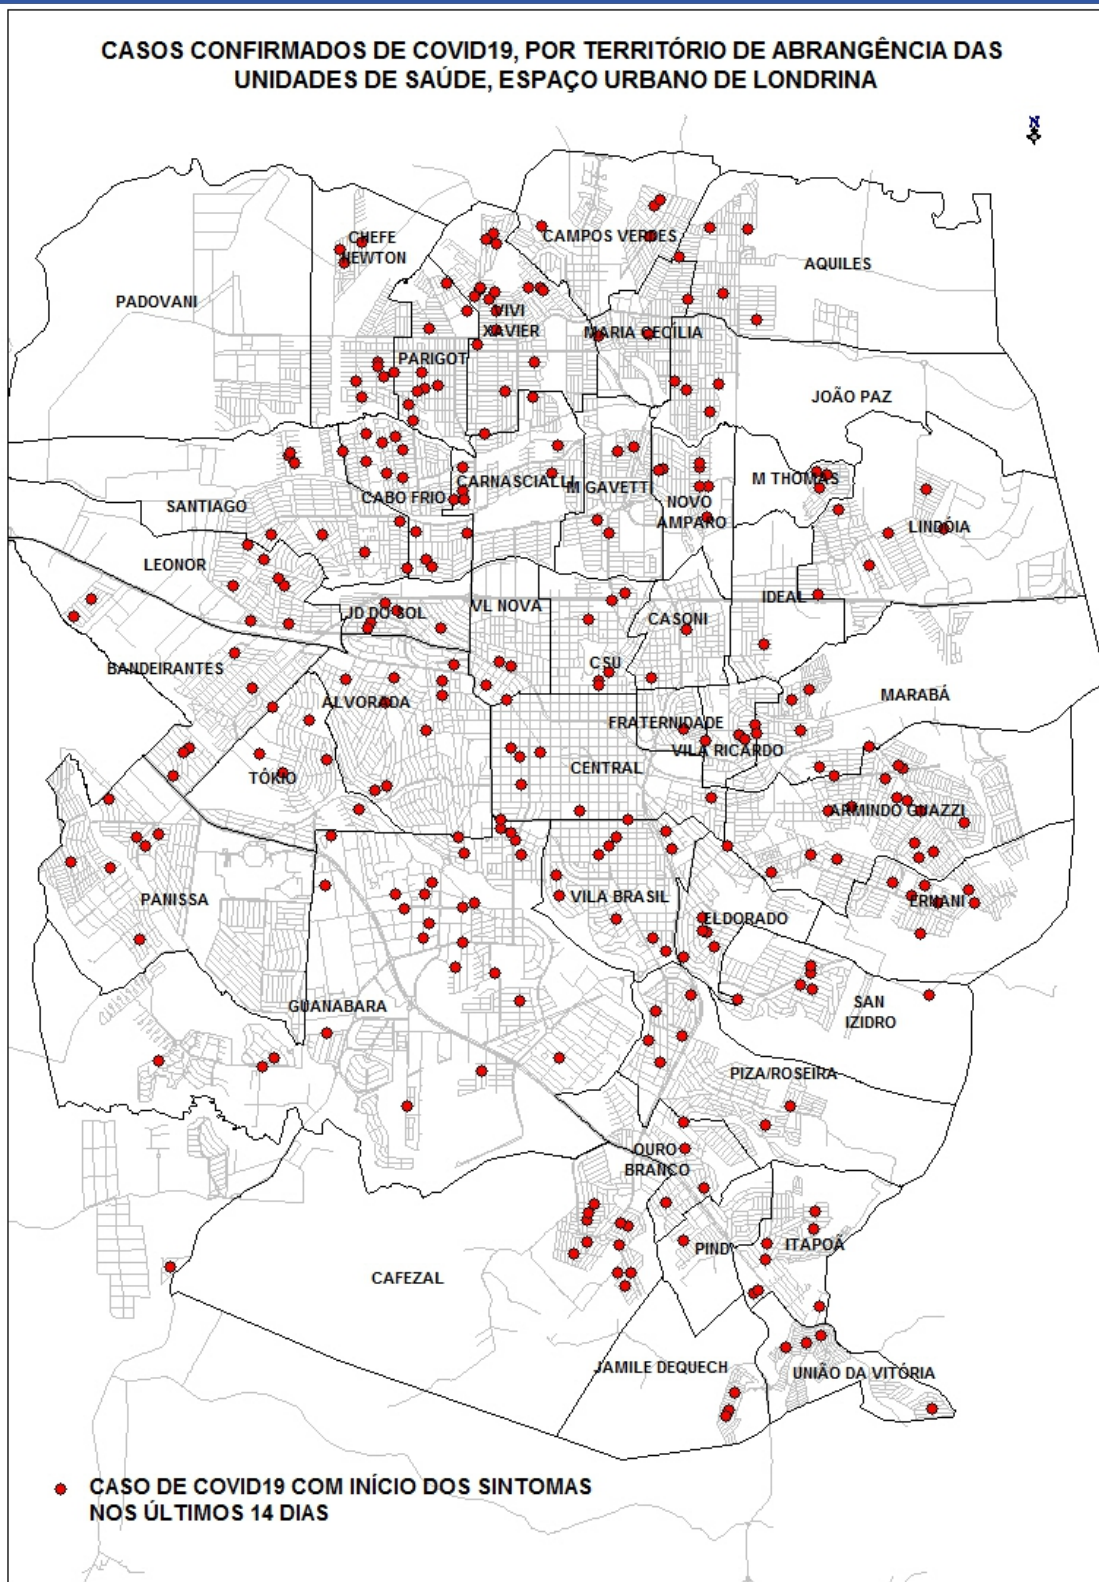 CASOS CONFIRMADOS DE COVID19, POR TERRITÓRIO DE ABRANGÊNCIA DAS
UNIDADES DE SAÚDE, ESPAÇO URBANO DE LONDRINA
N
CHEFE
NEWTON
CAMPOS VERDES
AQUILES
PADOVANI
VIVI
XAVIER
MARIA CECÍLIA
PARIGOT
JOÃO PAZ
CARNASCIALLI
M GAVETTI
M THOMAS
SANTIAGO
CABO FRIO
NOVO
AMPARO
LINDÓIA
LEONOR
JD DO SOL
VL NOVA
CASONI
IDEAL
BANDEIRANTES
CSU
ALVORADA
MARABÁ
FRATERNIDADE
VILA RICARDO
TÓKIO
CENTRAL
ARMINDO GUAZZI
PANISSA
VILA BRASIL
ELDORADO
ERNANI
GUANABARA
SAN
IZIDRO
PIZA/ROSEIRA
OURO
BRANCO
PIND
ITAPOÃ
CAFEZAL
JAMILE DEQUECH
UNIÃO DA VITÓRIA
CASO DE COVID19 COM INÍCIO DOS SINTOMAS
NOS ÚLTIMOS 14 DIAS